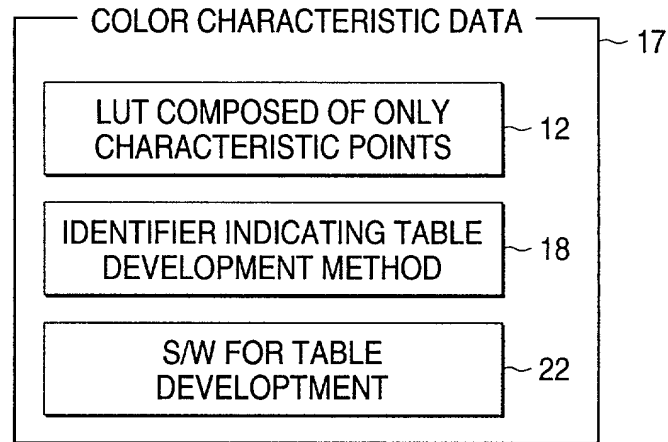 COLOR CHARACTERISTIC DATA
17
LUT COMPOSED OF ONLY
CHARACTERISTIC POINTS
12
IDENTIFIER INDICATING TABLE
DEVELOPMENT METHOD
18
S/W FOR TABLE
DEVELOPTMENT
22